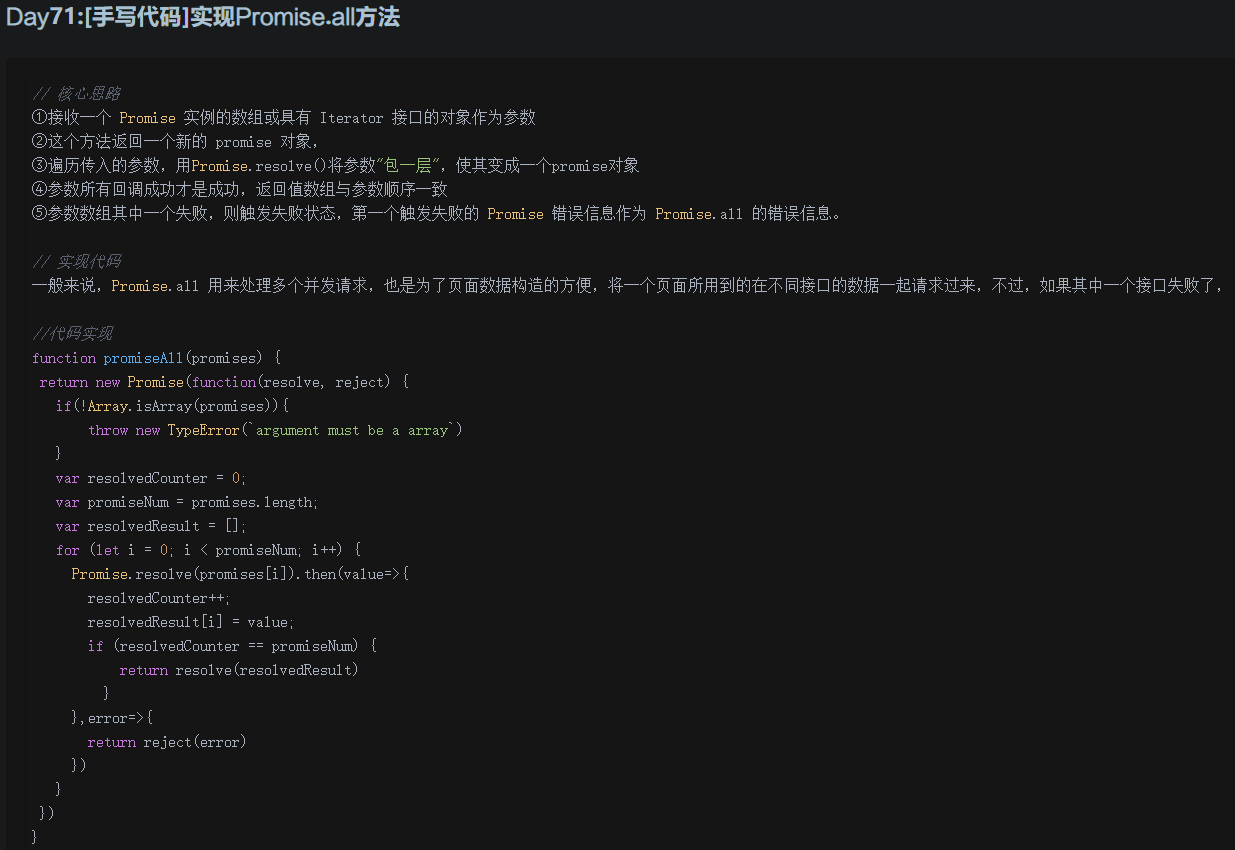 Day71:[手写代码]实现Promise.all方法
// 核心思路
①接收一个 Promise 实例的数组或具有 Iterator 接口的对象作为参数
②这个方法返回一个新的 promise 对象，
③遍历传入的参数，用Promise.resolve()将参数"包一层"，使其变成一个promise对象
④参数所有回调成功才是成功，返回值数组与参数顺序一致
⑤参数数组其中一个失败，则触发失败状态，第一个触发失败的 Promise 错误信息作为 Promise.all 的错误信息。
// 实现代码
一般来说，Promise.all 用来处理多个并发请求，也是为了页面数据构造的方便，将一个页面所用到的在不同接口的数据一起请求过来，不过，如果其中一个接口失败了，
//代码实现
function promiseAll(promises) {
return new Promise(function(resolve, reject) {
if(!Array.isArray(promises)){
throw new TypeError(`argument must be a array`)
}
var resolvedCounter = 0;
var promiseNum = promises.length;
var resolvedResult = [];
for (let i = 0; i < promiseNum; i++) {
Promise.resolve(promises[i]).then(value=>{
resolvedCounter++;
resolvedResult[i] = value;
if (resolvedCounter == promiseNum) {
return resolve(resolvedResult)
}
},error=>{
return reject(error)
})
}
})
}